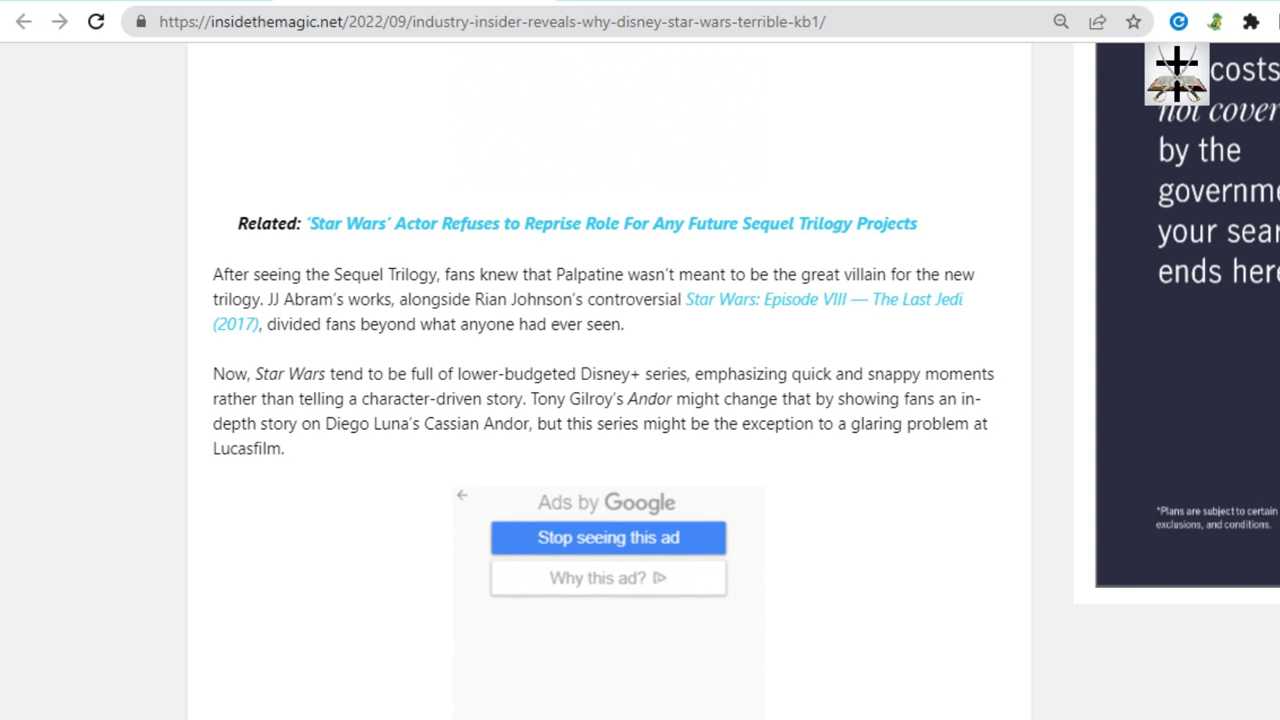 https://insidethemagic.net/2022/09/industry-insider-reveals-why-disney-star-wars-terrible-kb1/
costs
not cover
by the
governme
your sear
ends here
Related: 'Star Wars' Actor Refuses to Reprise Role For Any Future Sequel Trilogy Projects
After seeing the Sequel Trilogy, fans knew that Palpatine wasn't meant to be the great villain for the new
trilogy. JJ Abram's works, alongside Rian Johnson's controversial Star Wars: Episode VIII — The Last Jedi
(2017), divided fans beyond what anyone had ever seen.
Now, Star Wars tend to be full of lower-budgeted Disney+ series, emphasizing quick and snappy moments
rather than telling a character-driven story. Tony Gilroy's Andor might change that by showing fans an in-
depth story on Diego Luna's Cassian Andor, but this series might be the exception to a glaring problem at
Lucasfilm.
Ads by Google
Stop seeing this ad
Why this ad?
*Plans are subject to certain
exclusions, and conditions.